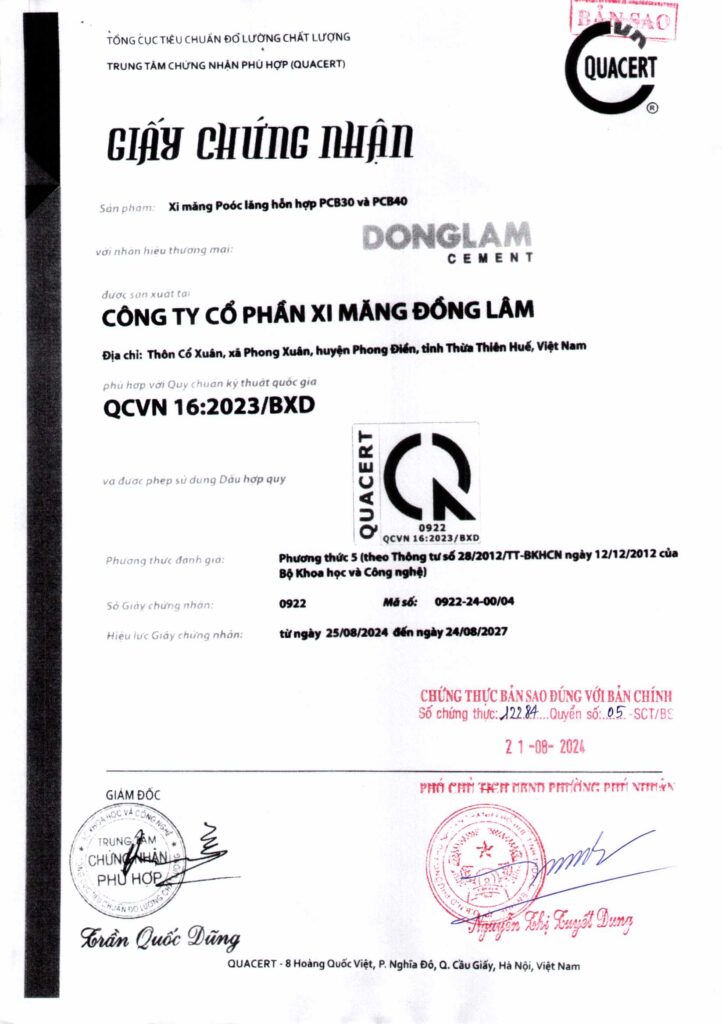 BẢN SAO
TỔNG CỤC TIÊU CHUẨN ĐO LƯỜNG CHẤT LƯỢNG
TRUNG TÂM CHỨNG NHẬN PHÙ HỢP (QUACERT)
QUACERT
®
GIẤY CHỨNG NHẬN
Sản phẩm: Xi măng Poóc lăng hỗn hợp PCB30 và PCB40
với nhãn hiệu thương mại:
DONGLAM
CEMENT
được sản xuất tại
CÔNG TY CỔ PHẦN XI MĂNG ĐỒNG LÂM
Địa chỉ: Thôn Cổ Xuân, xã Phong Xuân, huyện Phong Điền, tỉnh Thừa Thiên Huế, Việt Nam
phù hợp với Quy chuẩn kỹ thuật quốc gia
QCVN 16:2023/BXD
và được phép sử dụng Dấu hợp quy
QUACERT
0922
QCVN 16:2023/BXD
Phương thức đánh giá: Phương thức 5 (theo Thông tư số 28/2012/TT-BKHCN ngày 12/12/2012 của
Bộ Khoa học và Công nghệ)
Số Giấy chứng nhận: 0922 Mã số: 0922-24-00/04
Hiệu lực Giấy chứng nhận: từ ngày 25/08/2024 đến ngày 24/08/2027
CHỨNG THỰC BẢN SAO ĐÚNG VỚI BẢN CHÍNH
Số chứng thực: 12284 Quyển số: 05 -SCT/BS
21-08-2024
GIÁM ĐỐC
PHÓ CHỦ TỊCH UBND PHƯỜNG PHÚ NHUẬN
TRUNG TÂM
CHỨNG NHẬN
PHÙ HỢP
Trần Quốc Dũng
Nguyễn Thị Tuyết Dung
QUACERT - 8 Hoàng Quốc Việt, P. Nghĩa Đô, Q. Cầu Giấy, Hà Nội, Việt Nam